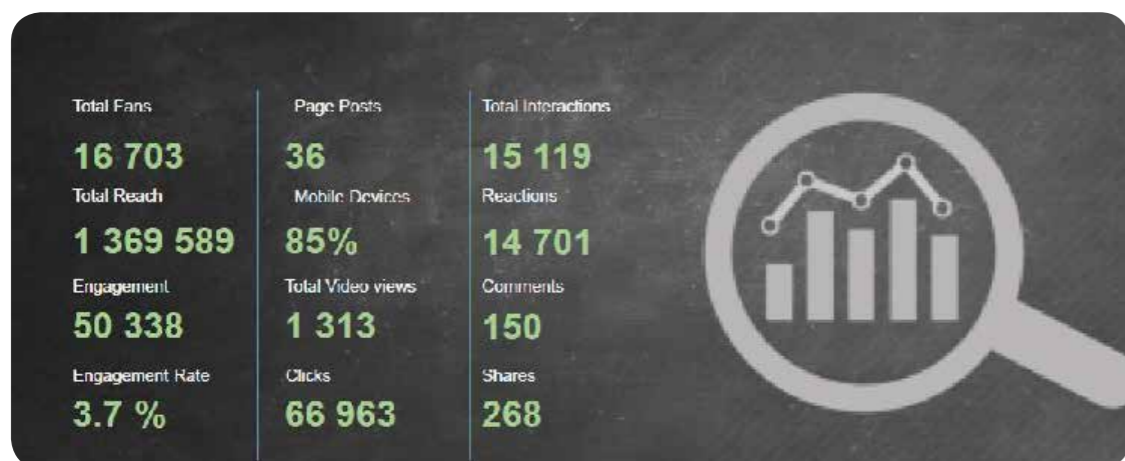 Total Fans
16 703
Total Reach
1 369 589
Engagement
50 338
Engagement Rate
3.7 %
Page Posts
36
Mobile Devices
85%
Total Video views
1 313
Clicks
66 963
Total Interactions
15 119
Reactions
14 701
Comments
150
Shares
268